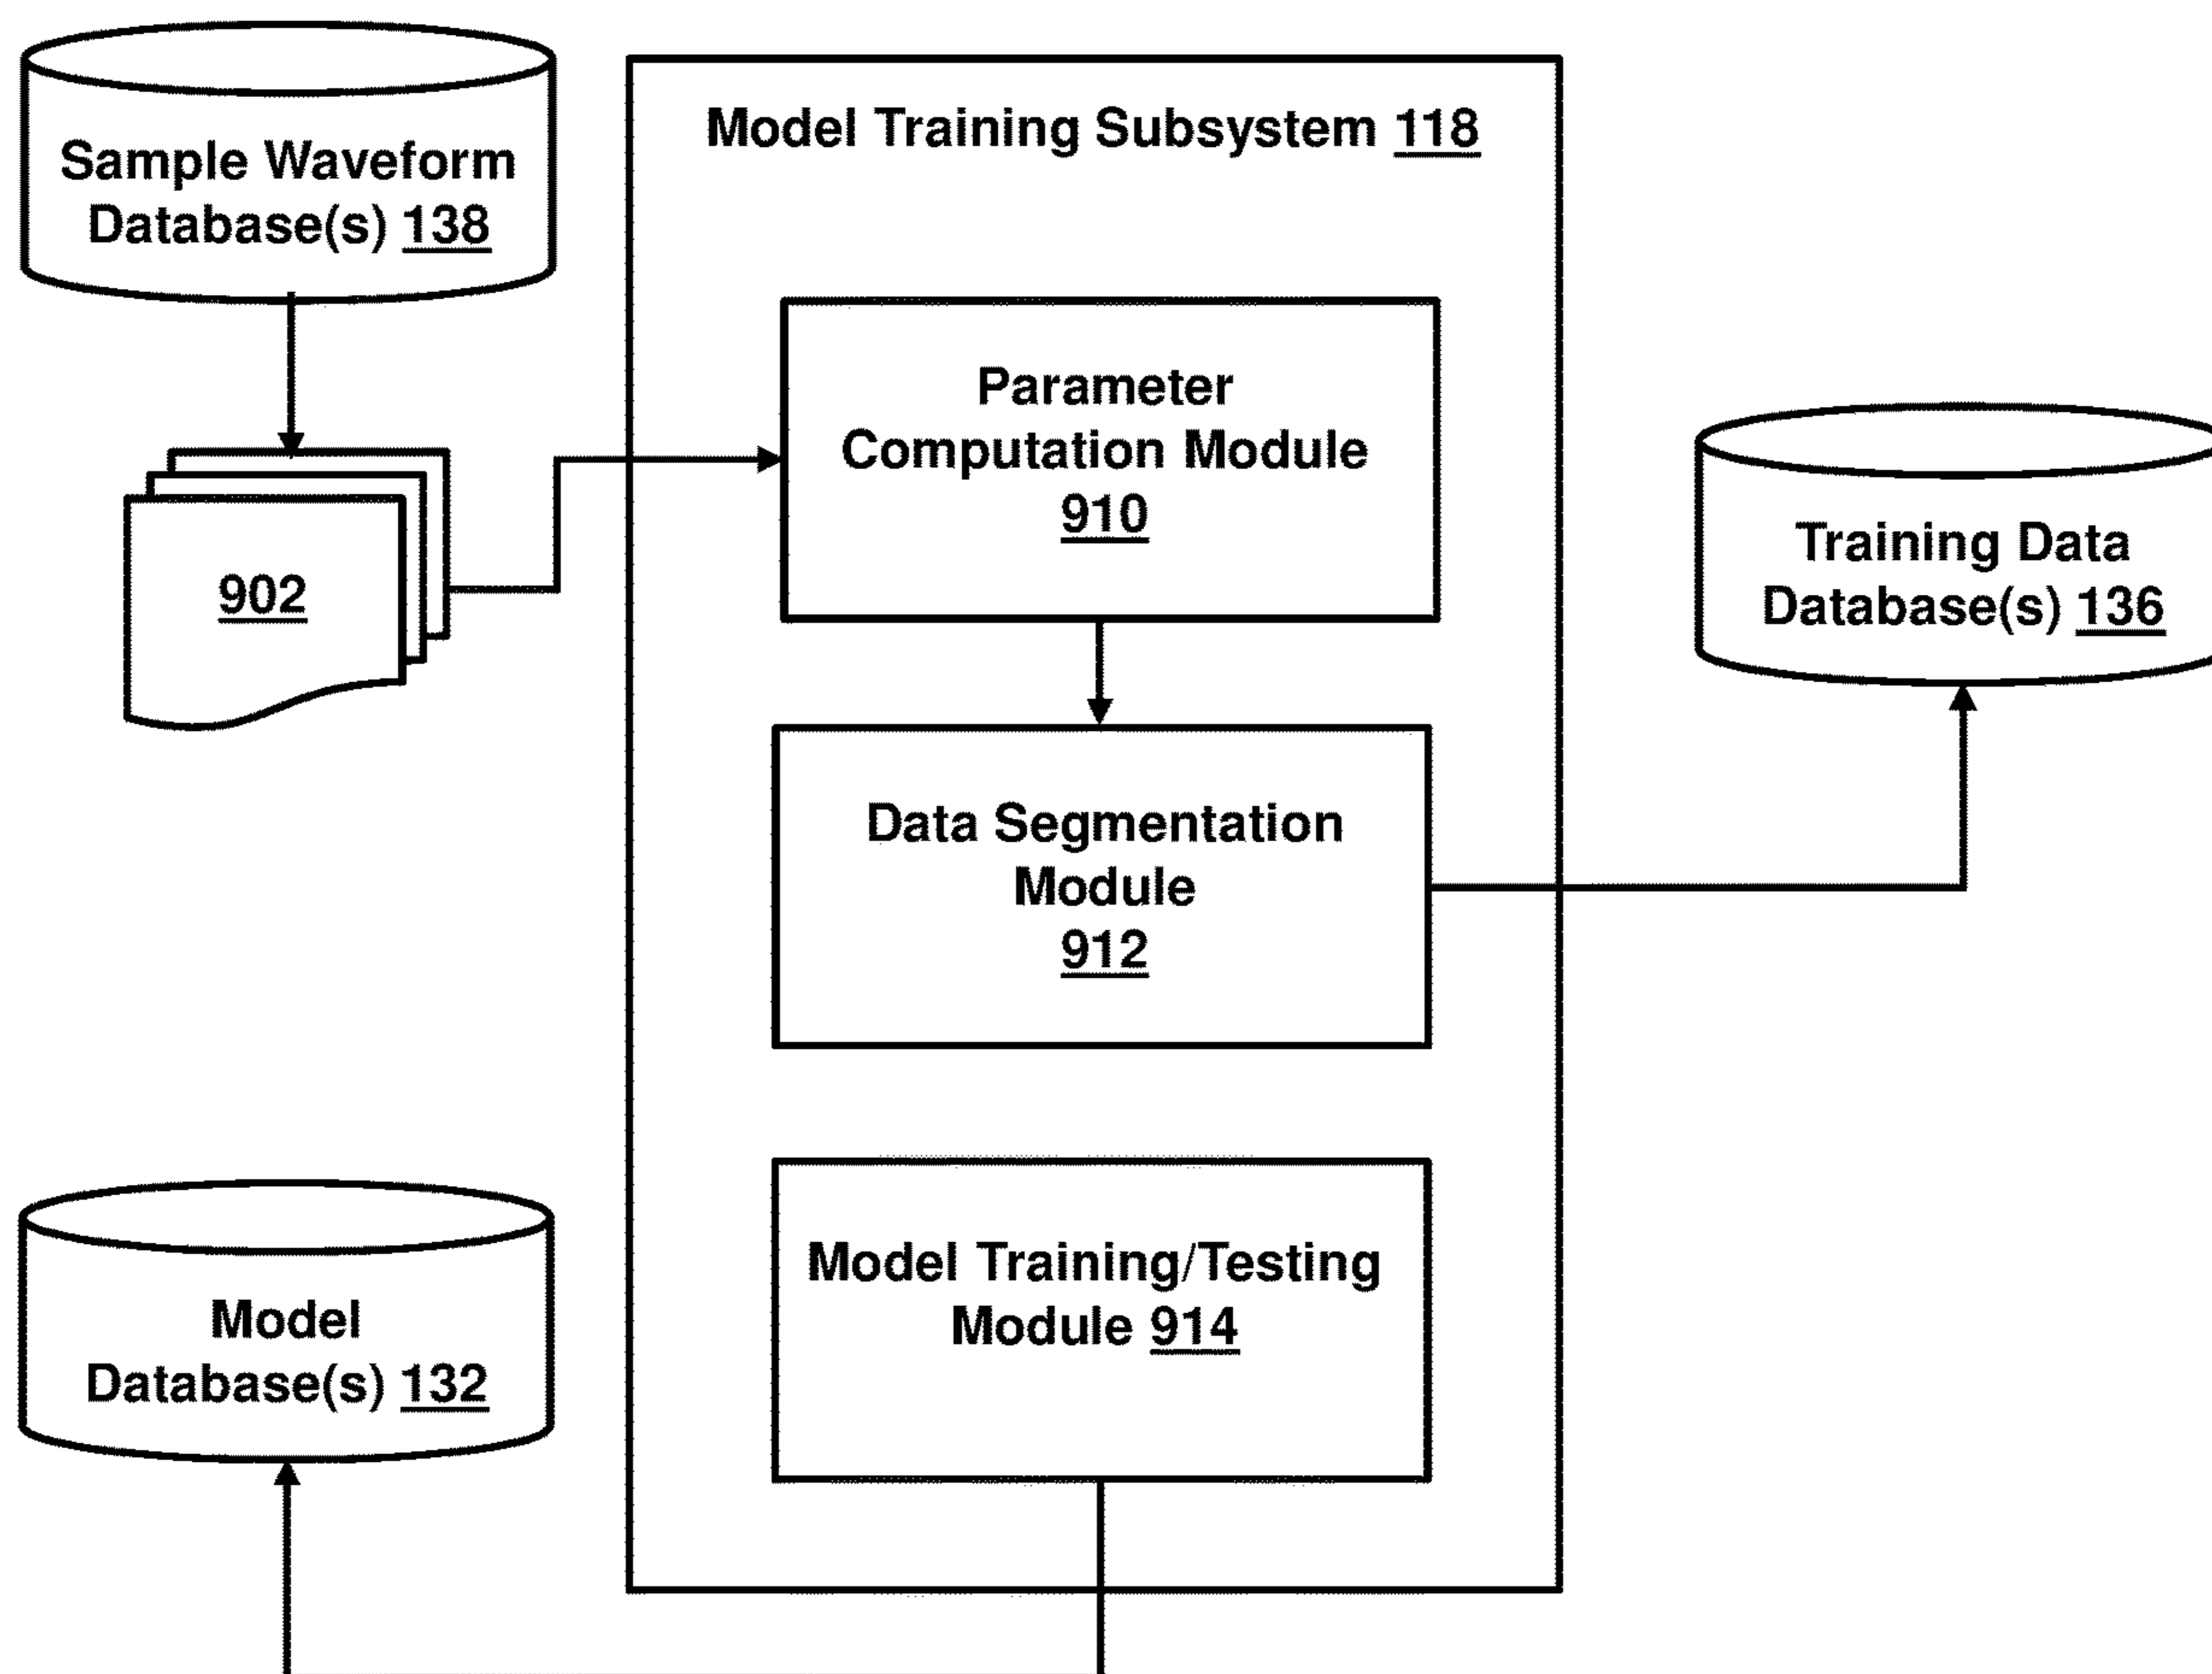 Sample Waveform
Database(s) 138
Model Training Subsystem 118
Parameter
Computation Module
910
902
Training Data
Database(s) 136
Data Segmentation
Module
912
Model Training/Testing
Module 914
Model
Database(s) 132